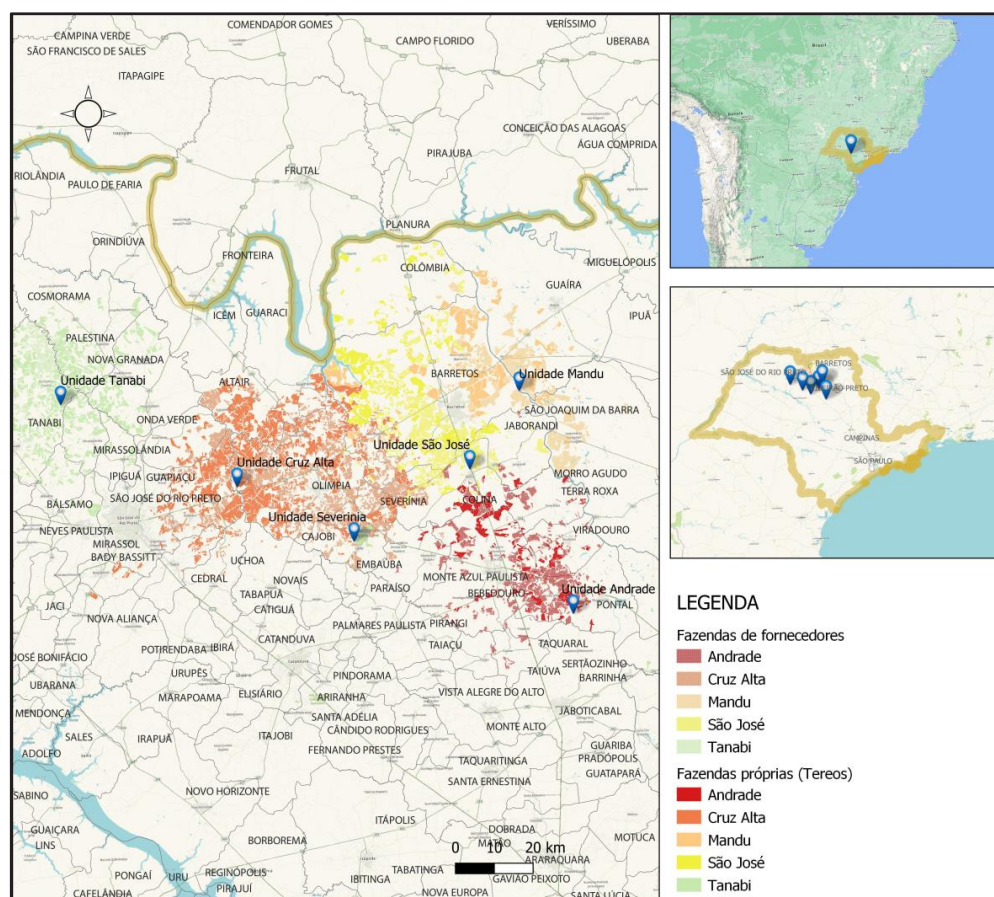 COMENDADOR GOMES
VERÍSSIMO
CAMPINA VERDE
SÃO FRANCISCO DE SALES
CAMPO FLORIDO
UBERABA
ITAPAGIPE
CONCEIÇÃO DAS ALAGOAS
ÁGUA COMPRIDA
PIRAJUBA
FRUTAL
RIOLÂNDIA
PAULO DE FARIA
PLANURA
ORINDIÚVA
FRONTEIRA
COLÔMBIA
MIGUELÓPOLIS
GUAÍRA
COSMORAMA
ICÉM
GUARACI
IPUÃ
PALESTINA
NOVA GRANADA
Unidade Tanabi
ALTAIR
BARRETOS
Unidade Mandu
TANABI
ONDA VERDE
SÃO JOAQUIM DA BARRA
JABORANDI
MIRASSOLÂNDIA
Unidade São José
IPIGUÁ
GUAPIAÇU
Unidade Cruz Alta
MORRO AGUDO
BÁLSAMO
SÃO JOSÉ DO RIO PRETO
OLÍMPIA
SEVERÍNIA
COLINA
TERRA ROXA
NEVES PAULISTA
Unidade Severinia
VIRADOURO
MIRASSOL
BADY BASSITT
CAJOBI
UCHOA
EMBAÚBA
CEDRAL
NOVAIS
MONTE AZUL PAULISTA
Unidade Andrade
JACI
TABAPUÃ
PARAÍSO
BEBEDOURO
PONTAL
NOVA ALIANÇA
CATIGUÁ
PALMARES PAULISTA
PIRANGI
CATANDUVA
TAIAÇU
TAQUARAL
JOSÉ BONIFÁCIO
POTIRENDABA
IBIRÁ
SERTÃOZINHO
UBARANA
URUPÊS
PINDORAMA
TAIÚVA
BARRINHA
MARAPOAMA
ELISIÁRIO
ARIRANHA
VISTA ALEGRE DO ALTO
MENDONÇA
SANTA ADÉLIA
JABOTICABAL
SALES
CÂNDIDO RODRIGUES
MONTE ALTO
ADOLFO
IRAPUÃ
ITAJOBI
FERNANDO PRESTES
GUARIBA
PRADÓPOLIS
TAQUARITINGA
GUATAPARÁ
SABINO
NOVO HORIZONTE
SANTA ERNESTINA
GUAIÇARA
LINS
ITÁPOLIS
DOBRADA
MOTUCA
BORBOREMA
MATÃO
0 10 20 km
ARARAQUARA
PONGAÍ
URU
REGINÓPOLIS
PIRAJUÍ
CAFELÂNDIA
IBITINGA
TABATINGA
GAVIÃO PEIXOTO
NOVA EUROPA
SANTA LÚCIA
Brasil
BARRETOS
SÃO JOSÉ DO RIO
PRETO
CAMPINAS
SÃO PAULO
LEGENDA
Fazendas de fornecedores
Andrade
Cruz Alta
Mandu
São José
Tanabi
Fazendas próprias (Tereos)
Andrade
Cruz Alta
Mandu
São José
Tanabi